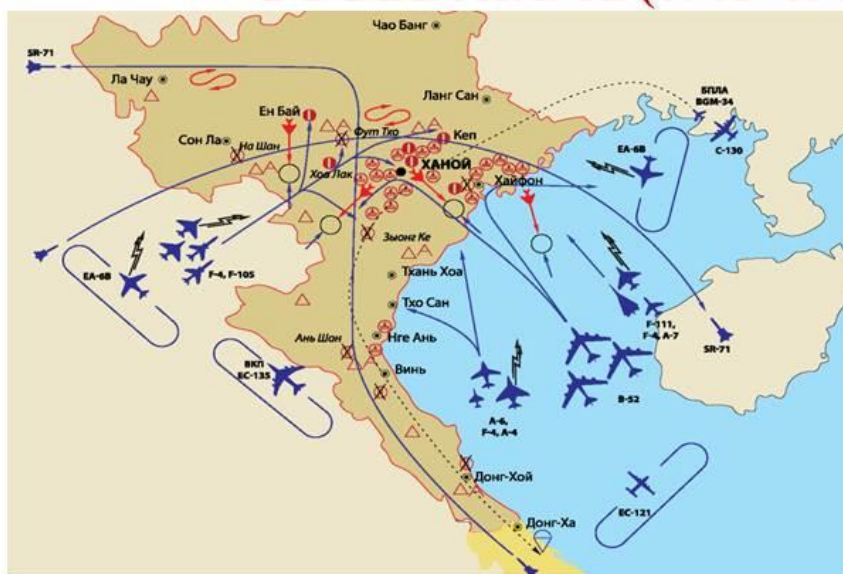 Чао Банг
SR-71
Ла Чау
БПЛА
BGM-34
Ланг Сан
Ен Бай
C-130
Фут Тхо
Кеп
EA-6B
Сон Ла
На Шан
ХАНОЙ
Хоа Лак
Хайфон
Зыонг Ке
EA-6B
F-4, F-105
Тхань Хоа
Тхо Сан
F-111,
F-4, A-7
SR-71
Ань Шон
Нге Ань
ВКП
EC-135
Винь
B-52
A-6,
F-4, A-4
Донг-Хой
EC-121
Донг-Ха